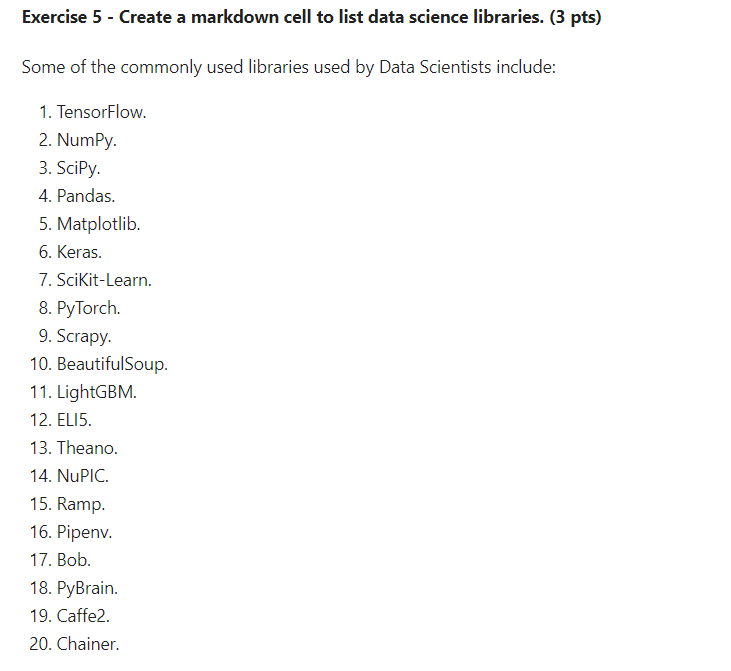 Exercise 5 - Create a markdown cell to list data science libraries. (3 pts)
Some of the commonly used libraries used by Data Scientists include:
1. TensorFlow.
2. NumPy.
3. SciPy.
4. Pandas.
5. Matplotlib.
6. Keras.
7. SciKit-Learn.
8. PyTorch.
9. Scrapy.
10. BeautifulSoup.
11. LightGBM.
12. ELI5.
13. Theano.
14. NuPIC.
15. Ramp.
16. Pipenv.
17. Bob.
18. PyBrain.
19. Caffe2.
20. Chainer.